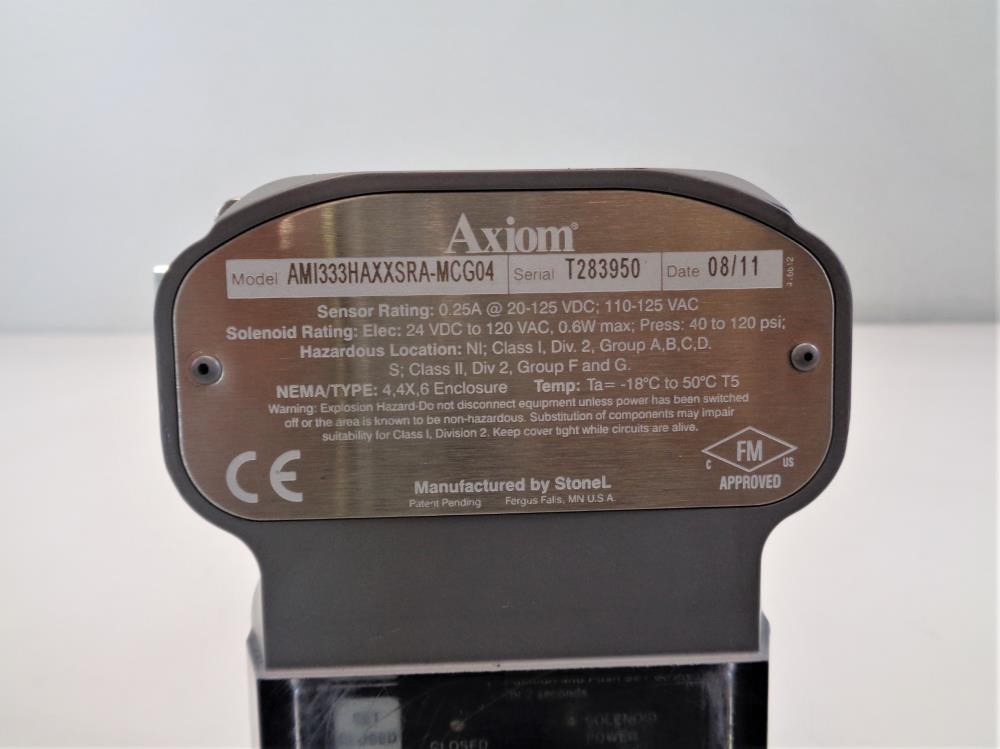 Axiom®
Model AMI333HAXXSRA-MCG04 Serial T283950 Date 08/11
Sensor Rating: 0.25A @ 20-125 VDC; 110-125 VAC
Solenoid Rating: Elec: 24 VDC to 120 VAC, 0.6W max; Press: 40 to 120 psi;
Hazardous Location: NI; Class I, Div. 2, Group A,B,C,D.
S; Class II, Div 2, Group F and G.
NEMA/TYPE: 4,4X,6 Enclosure Temp: Ta= -18°C to 50°C T5
Warning: Explosion Hazard-Do not disconnect equipment unless power has been switched
off or the area is known to be non-hazardous. Substitution of components may impair
suitability for Class I, Division 2. Keep cover tight while circuits are alive.
CE
C FM US
APPROVED
Manufactured by StoneL
Patent Pending Fergus Falls, MN U.S.A.
and Push
2 seconds
SET
CLOSED
CLOSED
SOLENOID
POWER